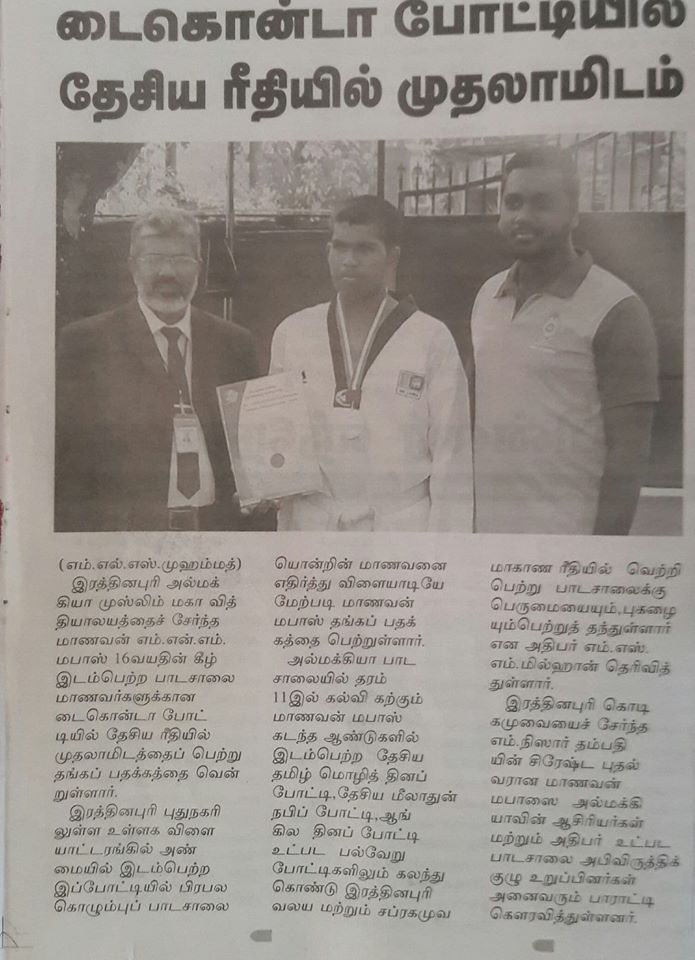 டைகொன்டா போட்டியில்
தேசிய ரீதியில் முதலாமிடம்
(எம்.எல்.எஸ்.முஹம்மத்)
இரத்தினபுரி அல்மக்
கியா முஸ்லிம் மகா வித்
தியாலயத்தைச் சேர்ந்த
மாணவன் எம்.என்.எம்.
மபாஸ் 16வயதின் கீழ்
இடம்பெற்ற பாடசாலை
மாணவர்களுக்கான
டைகொன்டா போட்
டியில் தேசிய ரீதியில்
முதலாமிடத்தைப் பெற்று
தங்கப் பதக்கத்தை வென்
றுள்ளார்.
இரத்தினபுரி புதுநகரி
லுள்ள உள்ளக விளை
யாட்டரங்கில் அண்
மையில் இடம்பெற்ற
இப்போட்டியில் பிரபல
கொழும்புப் பாடசாலை
யொன்றின் மாணவனை
எதிர்த்து விளையாடியே
மேற்படி மாணவன்
மபாஸ் தங்கப் பதக்
கத்தை பெற்றுள்ளார்.
அல்மக்கியா பாட
சாலையில் தரம்
11இல் கல்வி கற்கும்
மாணவன் மபாஸ்
கடந்த ஆண்டுகளில்
இடம்பெற்ற தேசிய
தமிழ் மொழித் தினப்
போட்டி,தேசிய மீலாதுன்
நபிப் போட்டி,ஆங்
கில தினப் போட்டி
உட்பட பல்வேறு
போட்டிகளிலும் கலந்து
கொண்டு இரத்தினபுரி
வலய மற்றும் சப்ரகமுவ
மாகாண ரீதியில் வெற்றி
பெற்று பாடசாலைக்கு
பெருமையையும்,புகழை
யும்பெற்றுத் தந்துள்ளார்
என அதிபர் எம்.எஸ்.
எம்.மில்ஹான் தெரிவித்
துள்ளார்.
இரத்தினபுரி கொடி
கமுவையைச் சேர்ந்த
எம்.நிஸார் தம்பதி
யின் சிரேஷ்ட புதல்
வரான மாணவன்
மபாஸை அல்மக்கி
யாவின் ஆசிரியர்கள்
மற்றும் அதிபர் உட்பட
பாடசாலை அபிவிருத்திக்
குழு உறுப்பினர்கள்
அனைவரும் பாராட்டி
கௌரவித்துள்ளனர்.